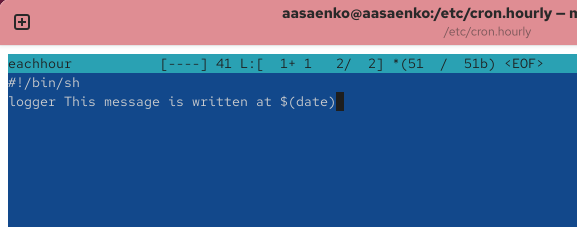 aasaenko@aasaenko:/etc/cron.hourly —
/etc/cron.hourly
eachhour [----] 41 L:[ 1+ 1 2/ 2] *(51 / 51b) <EOF>
#!/bin/sh
logger This message is written at $(date)